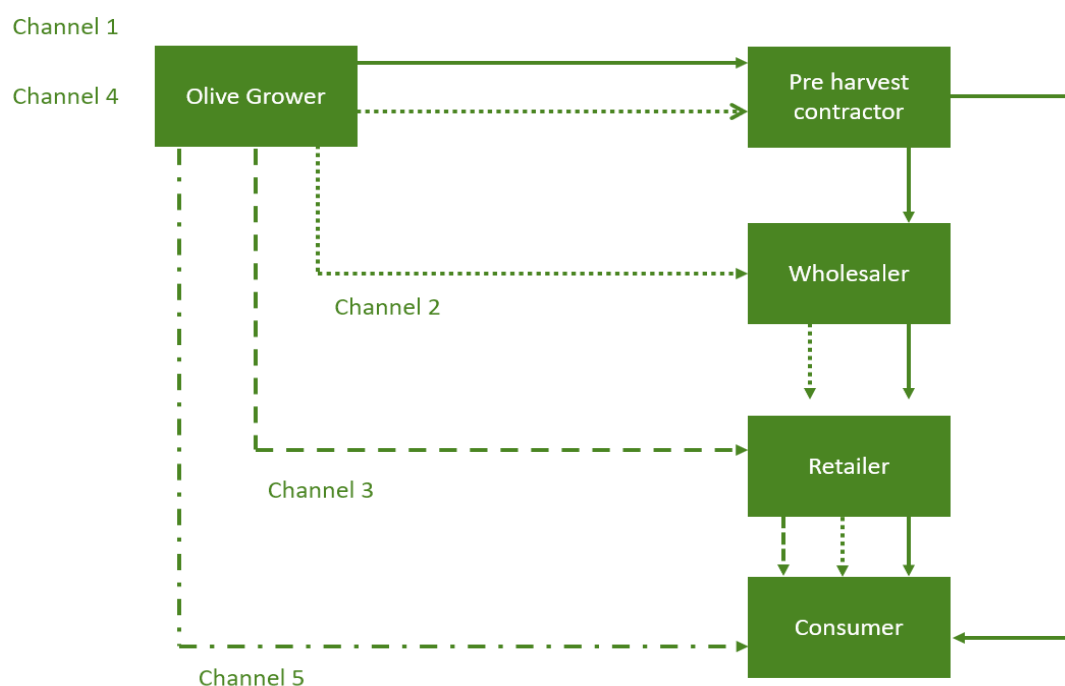 Channel 1
Channel 4
Olive Grower
Pre harvest
contractor
Wholesaler
Channel 2
Retailer
Channel 3
Consumer
Channel 5